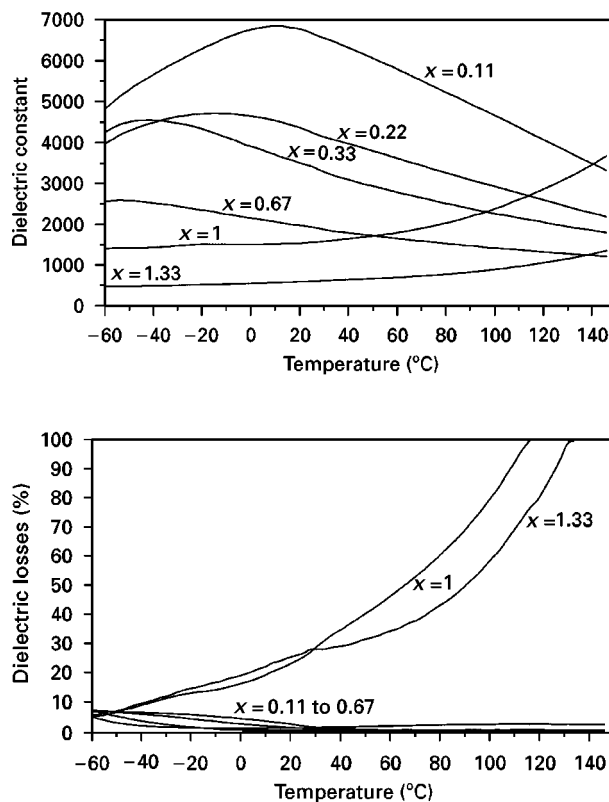 7000
6000
5000
4000
3000
2000
1000
0
Dielectric constant
x = 0.11
x = 0.22
x = 0.33
x = 0.67
x = 1
x = 1.33
−60 −40 −20 0 20 40 60 80 100 120 140
Temperature (°C)
100
90
80
70
60
50
40
30
20
10
0
Dielectric losses (%)
x = 1.33
x = 1
x = 0.11 to 0.67
−60 −40 −20 0 20 40 60 80 100 120 140
Temperature (°C)